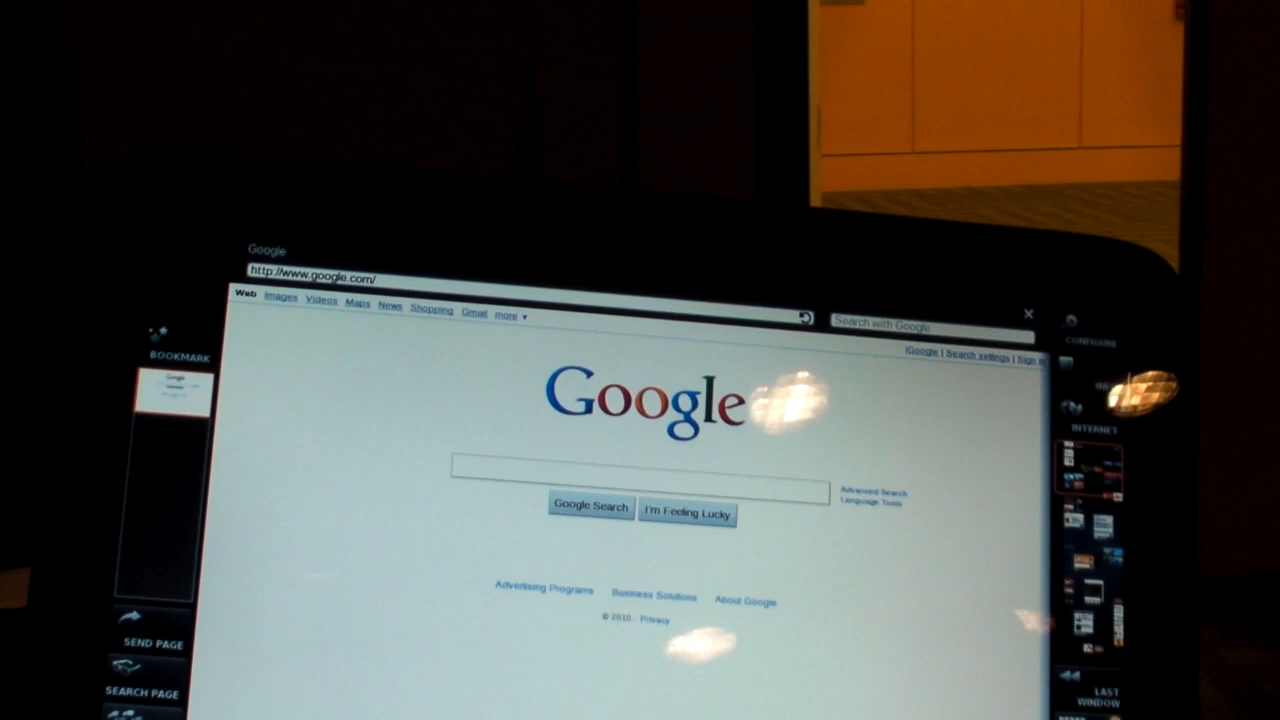 Google
http://www.google.com/
Search with Google
Web Images Videos Maps News Shopping Gmail more ▼
iGoogle | Search settings | Sign in
CONFIGURE
BOOKMARK
INTERNET
Google
Advanced Search
Language Tools
Google Search I'm Feeling Lucky
Advertising Programs Business Solutions About Google
© 2010 - Privacy
SEND PAGE
SEARCH PAGE
LAST
WINDOW